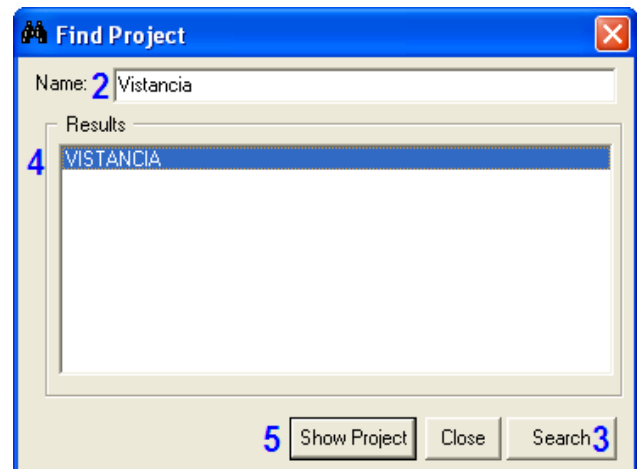 Find Project
Name: 2 Vistancia
Results
4 VISTANCIA
5 Show Project Close Search 3